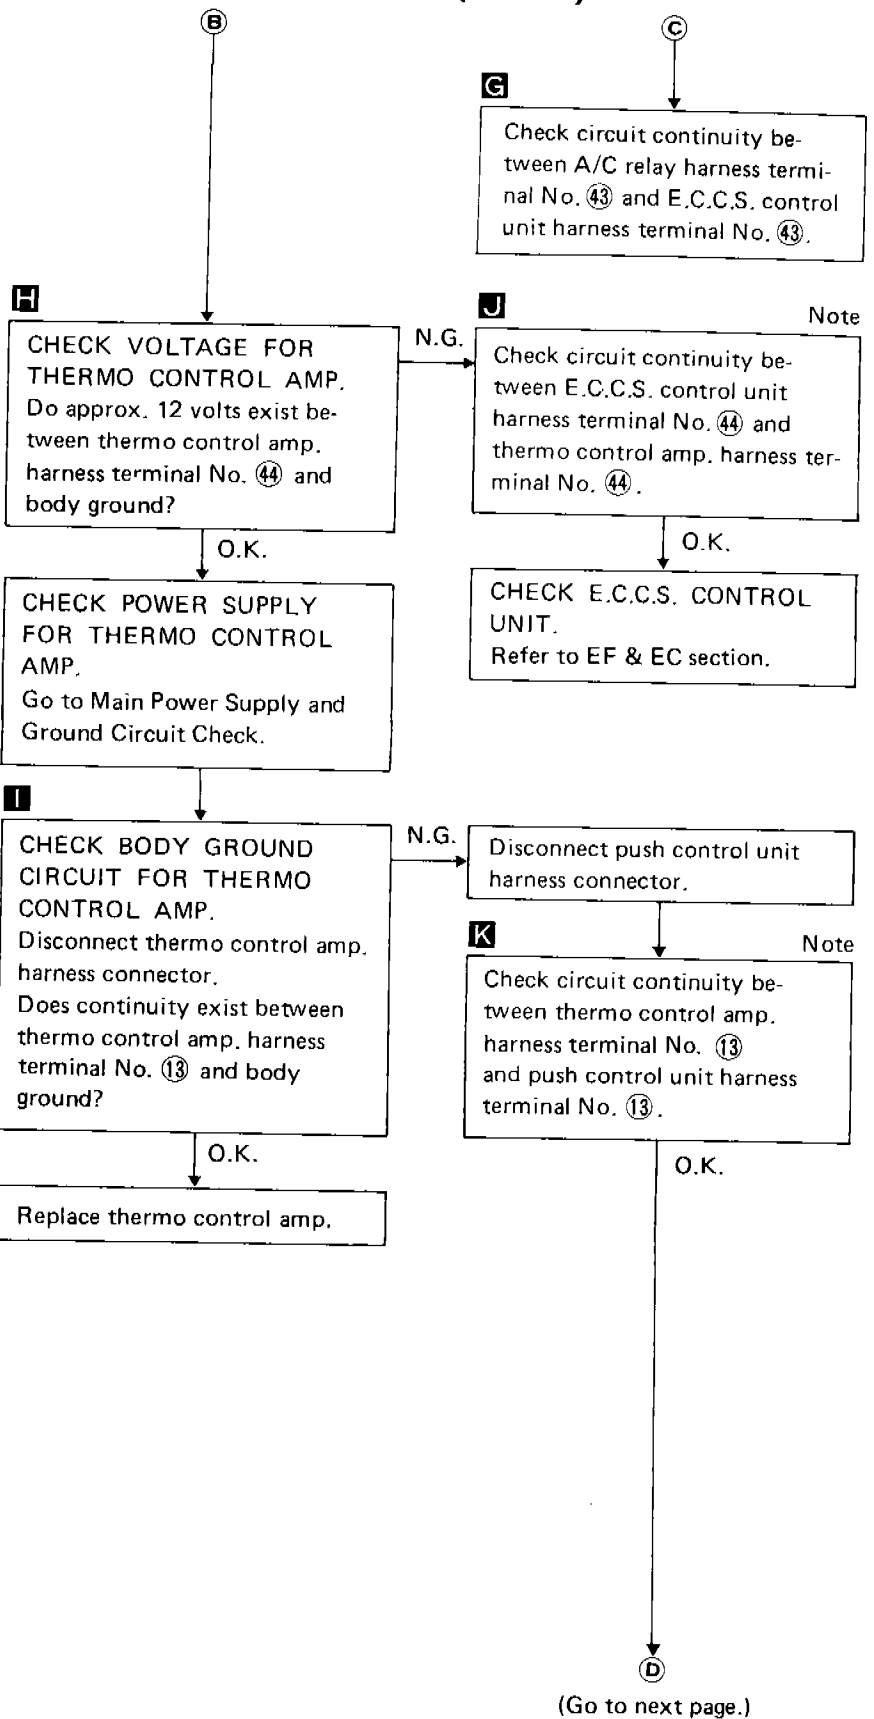 B
C
G
Check circuit continuity be-
tween A/C relay harness termi-
nal No. 43 and E.C.C.S. control
unit harness terminal No. 43.
H
CHECK VOLTAGE FOR
THERMO CONTROL AMP.
Do approx. 12 volts exist be-
tween thermo control amp.
harness terminal No. 44 and
body ground?
N.G.
J
Note
Check circuit continuity be-
tween E.C.C.S. control unit
harness terminal No. 44 and
thermo control amp. harness ter-
minal No. 44.
O.K.
O.K.
CHECK POWER SUPPLY
FOR THERMO CONTROL
AMP.
Go to Main Power Supply and
Ground Circuit Check.
CHECK E.C.C.S. CONTROL
UNIT.
Refer to EF & EC section.
I
CHECK BODY GROUND
CIRCUIT FOR THERMO
CONTROL AMP.
Disconnect thermo control amp.
harness connector.
Does continuity exist between
thermo control amp. harness
terminal No. 13 and body
ground?
N.G.
Disconnect push control unit
harness connector.
K
Note
Check circuit continuity be-
tween thermo control amp.
harness terminal No. 13
and push control unit harness
terminal No. 13.
O.K.
O.K.
Replace thermo control amp.
D
(Go to next page.)